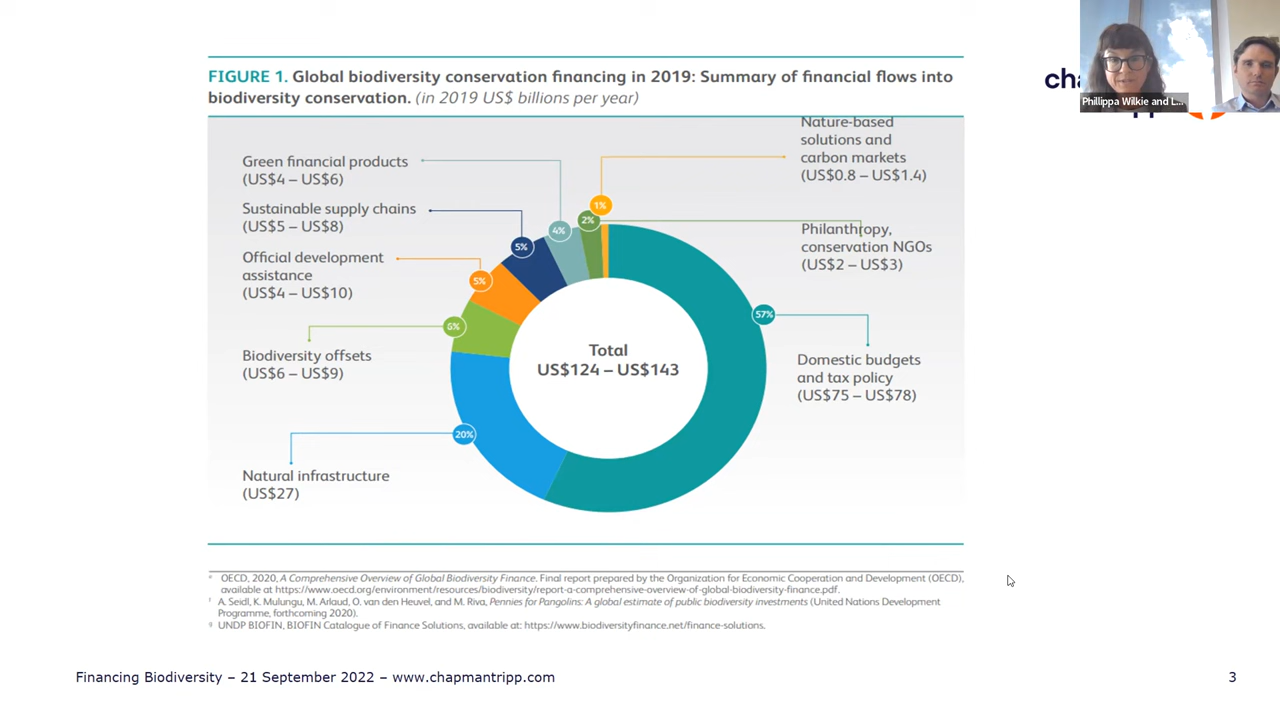 FIGURE 1. Global biodiversity conservation financing in 2019: Summary of financial flows into
biodiversity conservation. (in 2019 US$ billions per year)
cha
Phillippa Wilkie and L...
Green financial products
(US$4 – US$6)
Sustainable supply chains
(US$5 – US$8)
Official development
assistance
(US$4 – US$10)
Biodiversity offsets
(US$6 – US$9)
Natural infrastructure
(US$27)
Nature-based
solutions and
carbon markets
(US$0.8 – US$1.4)
Philanthropy,
conservation NGOs
(US$2 – US$3)
Domestic budgets
and tax policy
(US$75 – US$78)
1%
2%
4%
5%
5%
6%
20%
57%
Total
US$124 – US$143
e OECD, 2020, A Comprehensive Overview of Global Biodiversity Finance. Final report prepared by the Organization for Economic Cooperation and Development (OECD),
available at https://www.oecd.org/environment/resources/biodiversity/report-a-comprehensive-overview-of-global-biodiversity-finance.pdf.
f A. Seidl, K. Mulungu, M. Arlaud, O. van den Heuvel, and M. Riva, Pennies for Pangolins: A global estimate of public biodiversity investments (United Nations Development
Programme, forthcoming 2020).
g UNDP BIOFIN, BIOFIN Catalogue of Finance Solutions, available at: https://www.biodiversityfinance.net/finance-solutions.
Financing Biodiversity – 21 September 2022 – www.chapmantripp.com
3